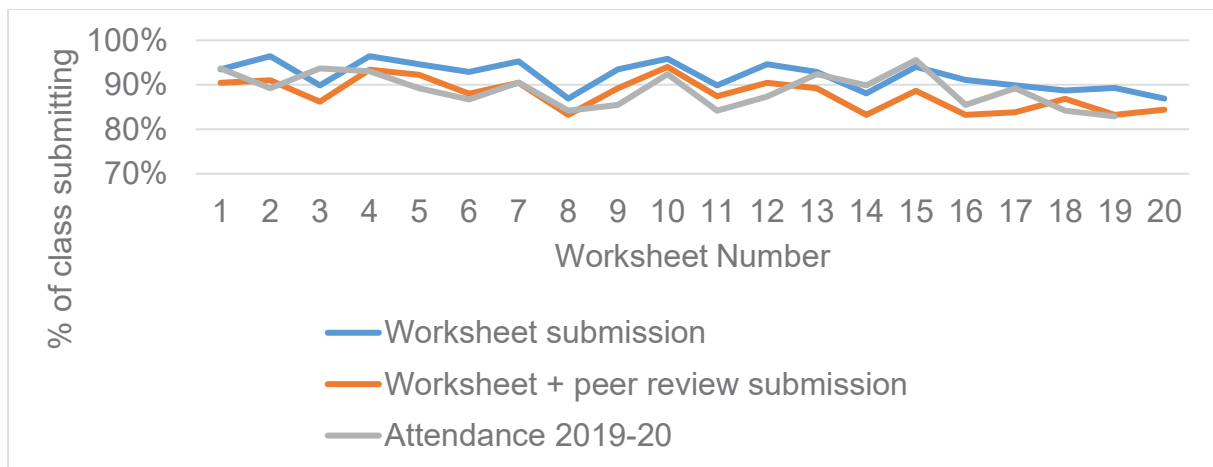 % of class submitting
100%
90%
80%
70%
1 2 3 4 5 6 7 8 9 10 11 12 13 14 15 16 17 18 19 20
Worksheet Number
Worksheet submission
Worksheet + peer review submission
Attendance 2019-20